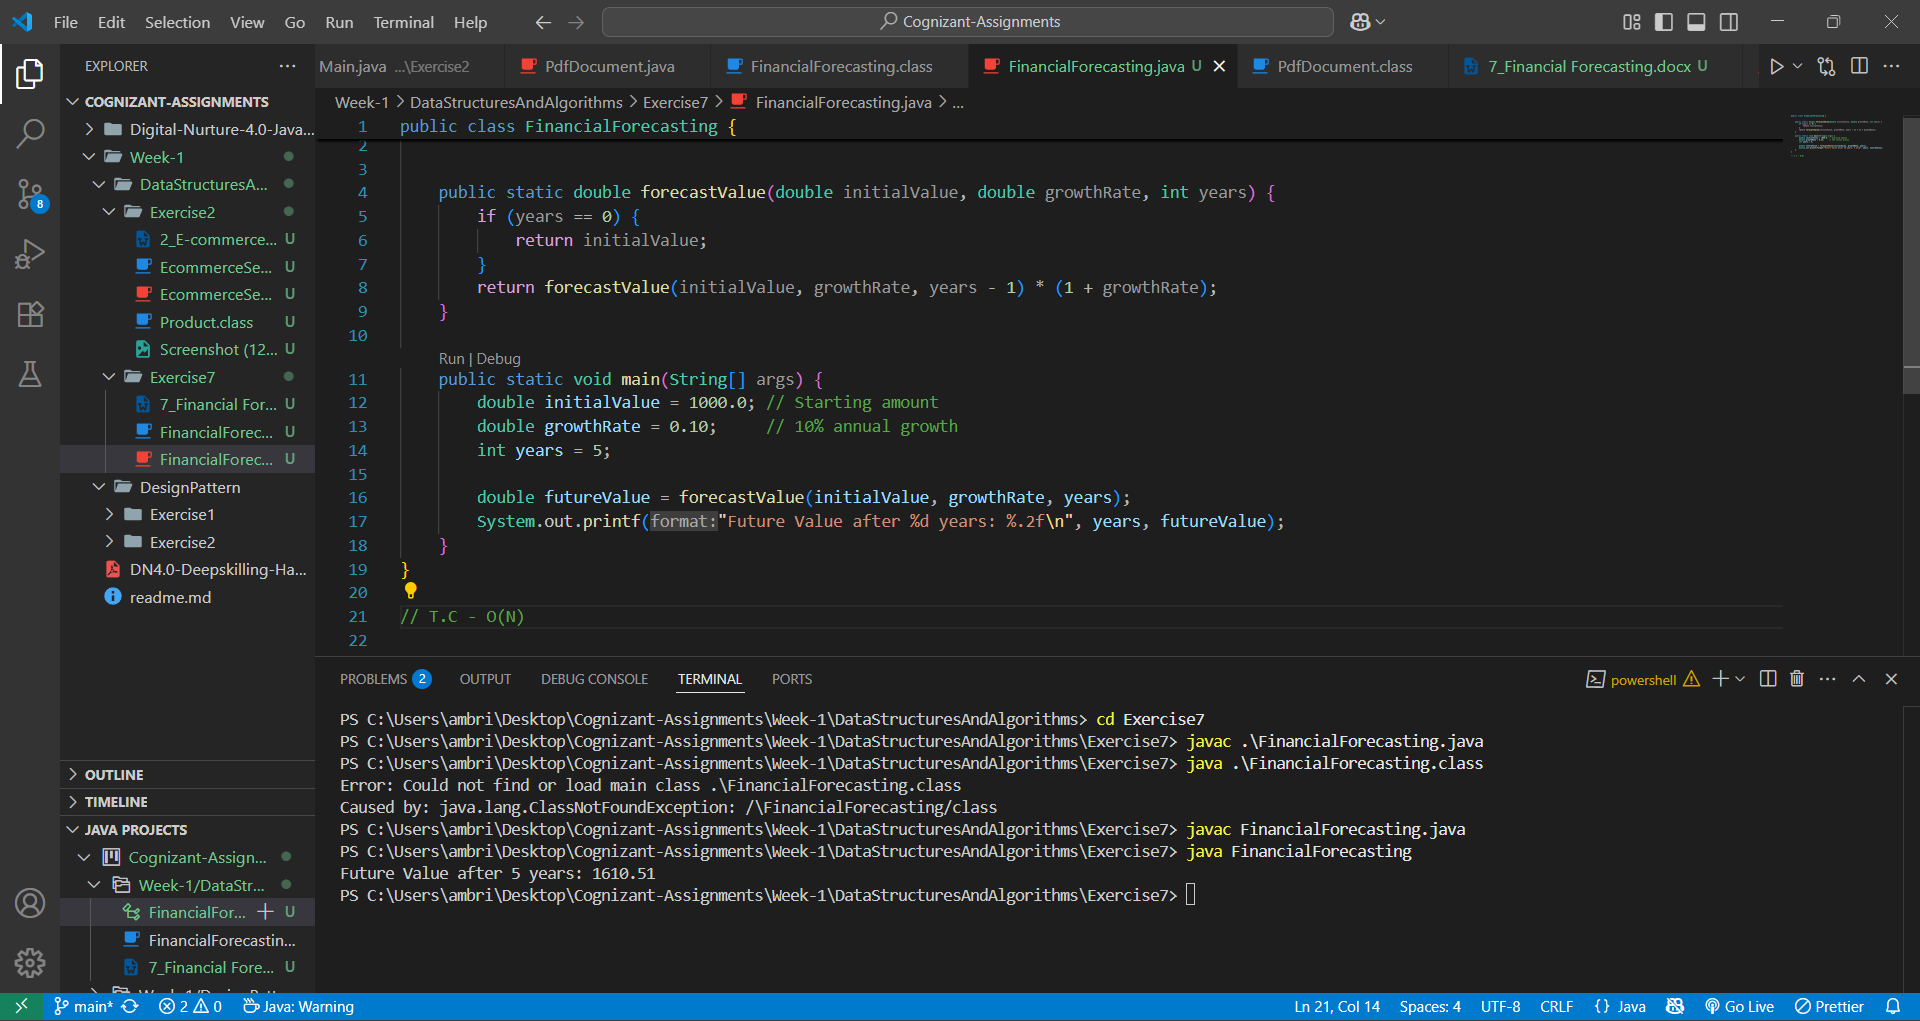 File Edit Selection View Go Run Terminal Help
Cognizant-Assignments
EXPLORER
COGNIZANT-ASSIGNMENTS
Digital-Nurture-4.0-Java...
Week-1
DataStructuresA...
Exercise2
2_E-commerce... U
EcommerceSe... U
EcommerceSe... U
Product.class U
Screenshot (12... U
Exercise7
7_Financial For... U
FinancialForec... U
FinancialForec... U
DesignPattern
Exercise1
Exercise2
DN4.0-Deepskilling-Ha...
readme.md
OUTLINE
TIMELINE
JAVA PROJECTS
Cognizant-Assign...
Week-1/DataStr...
FinancialFor... U
FinancialForecastin...
7_Financial Fore... U
8
Main.java ...\Exercise2
PdfDocument.java
FinancialForecasting.class
FinancialForecasting.java U
PdfDocument.class
7_Financial Forecasting.docx U
Week-1 > DataStructuresAndAlgorithms > Exercise7 > FinancialForecasting.java > ...
1 public class FinancialForecasting {
2
3
4 public static double forecastValue(double initialValue, double growthRate, int years) {
5 if (years == 0) {
6 return initialValue;
7 }
8 return forecastValue(initialValue, growthRate, years - 1) * (1 + growthRate);
9 }
10
Run | Debug
11 public static void main(String[] args) {
12 double initialValue = 1000.0; // Starting amount
13 double growthRate = 0.10; // 10% annual growth
14 int years = 5;
15
16 double futureValue = forecastValue(initialValue, growthRate, years);
17 System.out.printf(format:"Future Value after %d years: %.2f\n", years, futureValue);
18 }
19 }
20
21 // T.C - O(N)
22
PROBLEMS 2 OUTPUT DEBUG CONSOLE TERMINAL PORTS
powershell
PS C:\Users\ambri\Desktop\Cognizant-Assignments\Week-1\DataStructuresAndAlgorithms> cd Exercise7
PS C:\Users\ambri\Desktop\Cognizant-Assignments\Week-1\DataStructuresAndAlgorithms\Exercise7> javac .\FinancialForecasting.java
PS C:\Users\ambri\Desktop\Cognizant-Assignments\Week-1\DataStructuresAndAlgorithms\Exercise7> java .\FinancialForecasting.class
Error: Could not find or load main class .\FinancialForecasting.class
Caused by: java.lang.ClassNotFoundException: /\FinancialForecasting/class
PS C:\Users\ambri\Desktop\Cognizant-Assignments\Week-1\DataStructuresAndAlgorithms\Exercise7> javac FinancialForecasting.java
PS C:\Users\ambri\Desktop\Cognizant-Assignments\Week-1\DataStructuresAndAlgorithms\Exercise7> java FinancialForecasting
Future Value after 5 years: 1610.51
PS C:\Users\ambri\Desktop\Cognizant-Assignments\Week-1\DataStructuresAndAlgorithms\Exercise7>
main* 2 0 Java: Warning
Ln 21, Col 14 Spaces: 4 UTF-8 CRLF {} Java Go Live Prettier